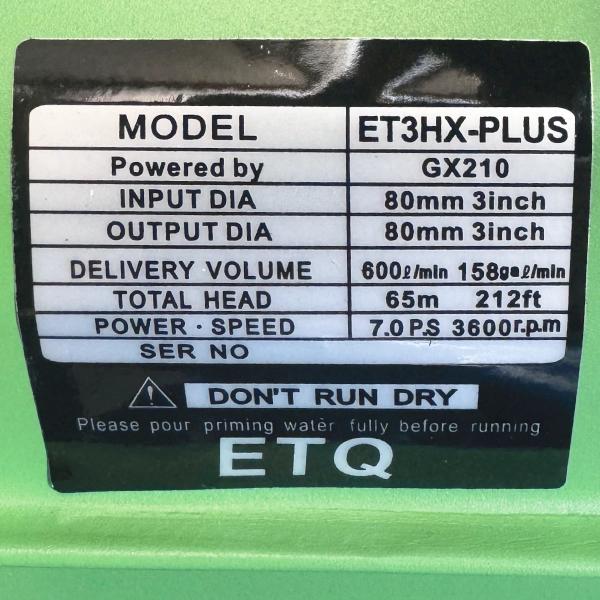 MODEL ET3HX-PLUS
Powered by GX210
INPUT DIA 80mm 3inch
OUTPUT DIA 80mm 3inch
DELIVERY VOLUME 600ℓ/min 158gaℓ/min
TOTAL HEAD 65m 212ft
POWER · SPEED 7.0 P.S 3600r.p.m
SER NO
DON'T RUN DRY
Please pour priming water fully before running
ETQ